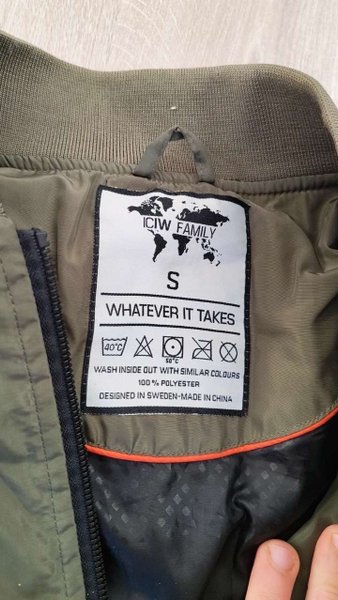 ICIW FAMILY
S
WHATEVER IT TAKES
40°C
50°C
WASH INSIDE OUT WITH SIMILAR COLOURS
100% POLYESTER
DESIGNED IN SWEDEN-MADE IN CHINA